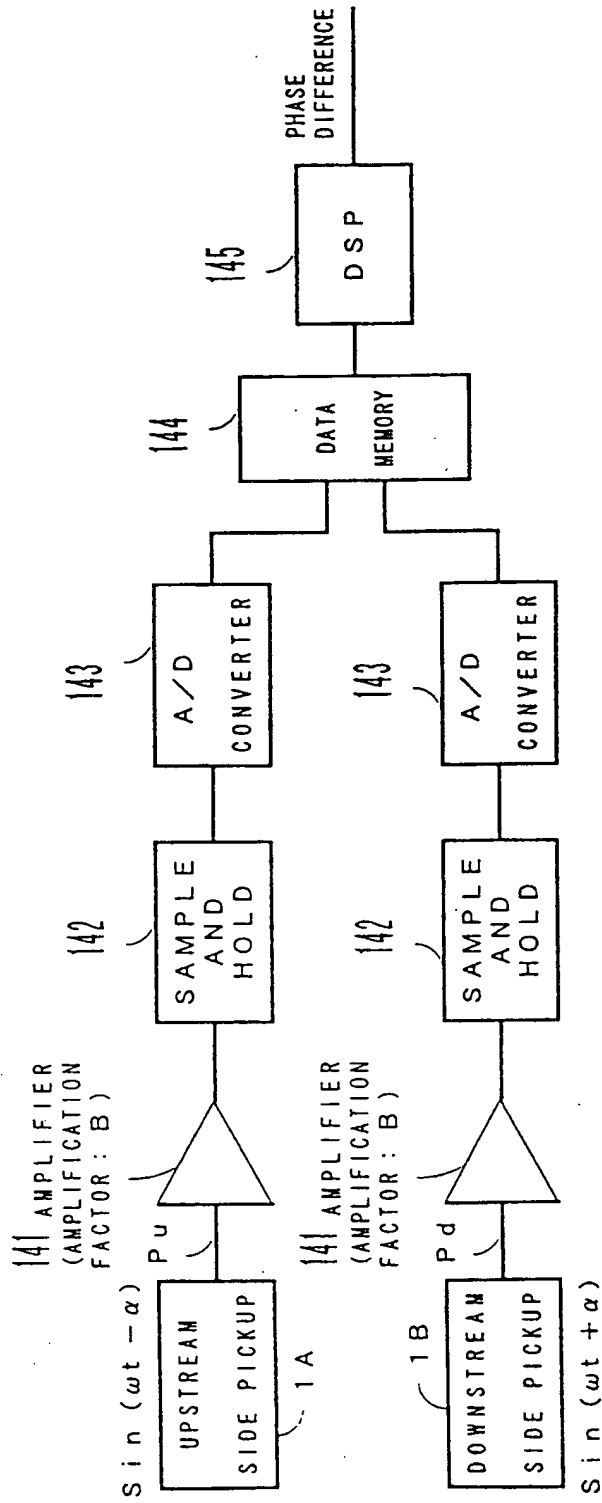 Sin (ωt − α)
UPSTREAM
SIDE PICKUP
1A
Pu
141 AMPLIFIER
(AMPLIFICATION
FACTOR : B)
142
SAMPLE
AND
HOLD
143
A/D
CONVERTER
144
DATA
MEMORY
145
DSP
PHASE
DIFFERENCE
1B
DOWNSTREAM
SIDE PICKUP
Sin (ωt + α)
Pd
141 AMPLIFIER
(AMPLIFICATION
FACTOR : B)
142
SAMPLE
AND
HOLD
143
A/D
CONVERTER